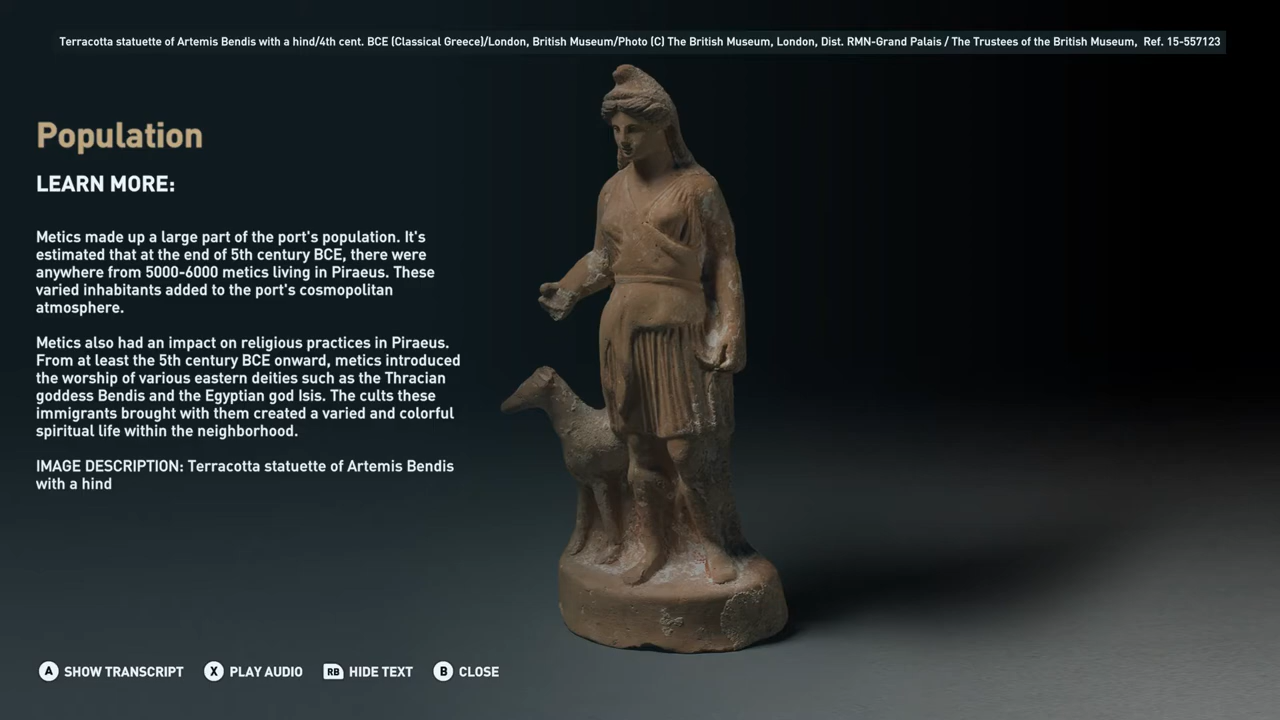 Terracotta statuette of Artemis Bendis with a hind/4th cent. BCE (Classical Greece)/London, British Museum/Photo (C) The British Museum, London, Dist. RMN-Grand Palais / The Trustees of the British Museum, Ref. 15-557123
Population
LEARN MORE:
Metics made up a large part of the port's population. It's
estimated that at the end of 5th century BCE, there were
anywhere from 5000-6000 metics living in Piraeus. These
varied inhabitants added to the port's cosmopolitan
atmosphere.
Metics also had an impact on religious practices in Piraeus.
From at least the 5th century BCE onward, metics introduced
the worship of various eastern deities such as the Thracian
goddess Bendis and the Egyptian god Isis. The cults these
immigrants brought with them created a varied and colorful
spiritual life within the neighborhood.
IMAGE DESCRIPTION: Terracotta statuette of Artemis Bendis
with a hind
A SHOW TRANSCRIPT X PLAY AUDIO RB HIDE TEXT B CLOSE